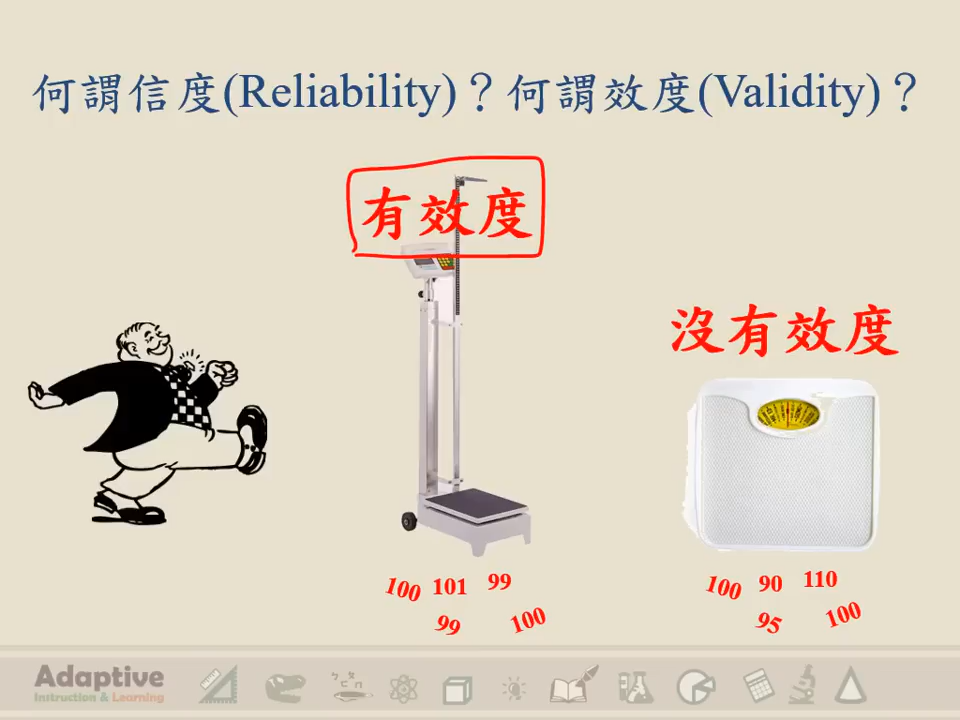 何謂信度(Reliability)？何謂效度(Validity)？
有效度
沒有效度
100 101 99
99 100
100 90 110
95 100
Adaptive
Instruction & Learning